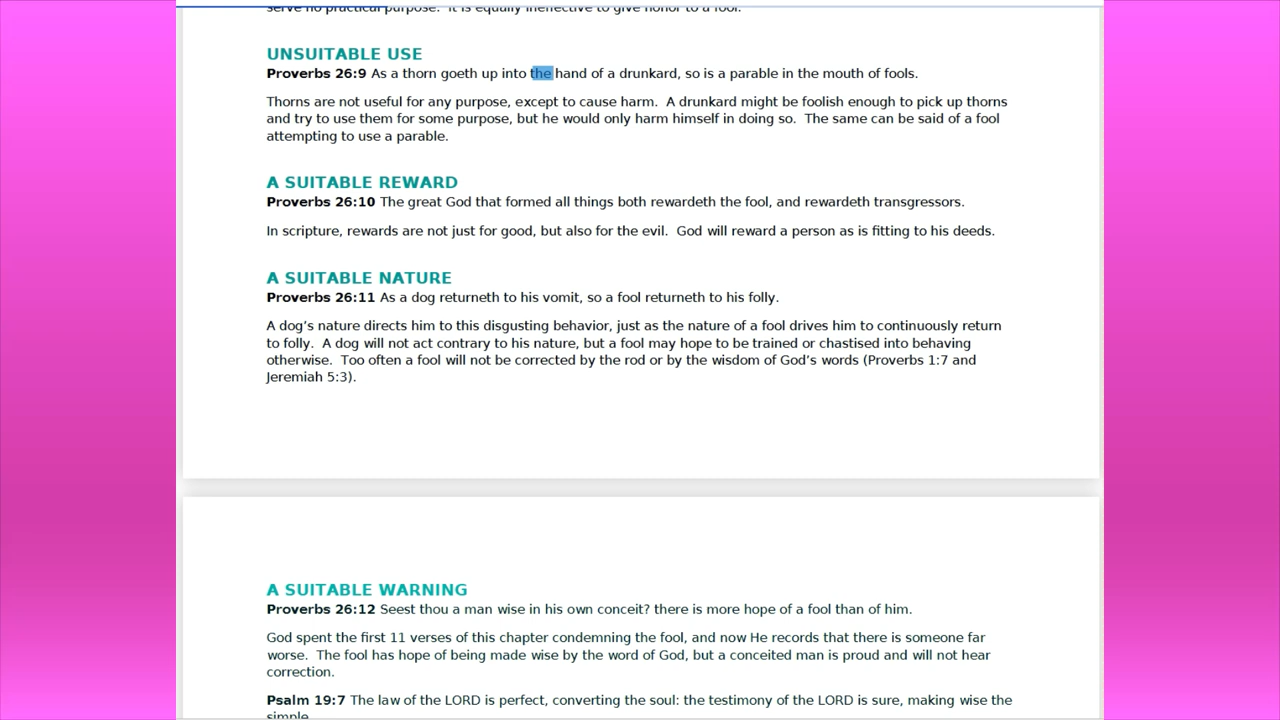 serve no practical purpose.  It is equally ineffective to give honor to a fool.
UNSUITABLE USE
Proverbs 26:9 As a thorn goeth up into the hand of a drunkard, so is a parable in the mouth of fools.
Thorns are not useful for any purpose, except to cause harm.  A drunkard might be foolish enough to pick up thorns
and try to use them for some purpose, but he would only harm himself in doing so.  The same can be said of a fool
attempting to use a parable.
A SUITABLE REWARD
Proverbs 26:10 The great God that formed all things both rewardeth the fool, and rewardeth transgressors.
In scripture, rewards are not just for good, but also for the evil.  God will reward a person as is fitting to his deeds.
A SUITABLE NATURE
Proverbs 26:11 As a dog returneth to his vomit, so a fool returneth to his folly.
A dog’s nature directs him to this disgusting behavior, just as the nature of a fool drives him to continuously return
to folly.  A dog will not act contrary to his nature, but a fool may hope to be trained or chastised into behaving
otherwise.  Too often a fool will not be corrected by the rod or by the wisdom of God’s words (Proverbs 1:7 and
Jeremiah 5:3).
A SUITABLE WARNING
Proverbs 26:12 Seest thou a man wise in his own conceit? there is more hope of a fool than of him.
God spent the first 11 verses of this chapter condemning the fool, and now He records that there is someone far
worse.  The fool has hope of being made wise by the word of God, but a conceited man is proud and will not hear
correction.
Psalm 19:7 The law of the LORD is perfect, converting the soul: the testimony of the LORD is sure, making wise the
simple.